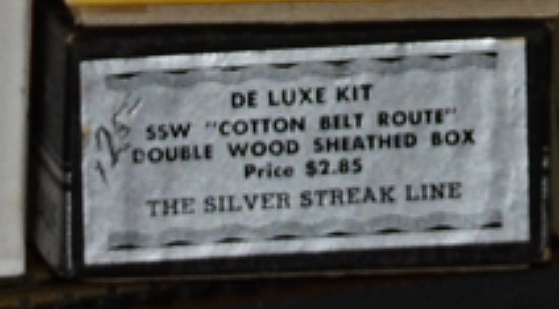 DE LUXE KIT
SSW "COTTON BELT ROUTE"
DOUBLE WOOD SHEATHED BOX
Price $2.85
THE SILVER STREAK LINE